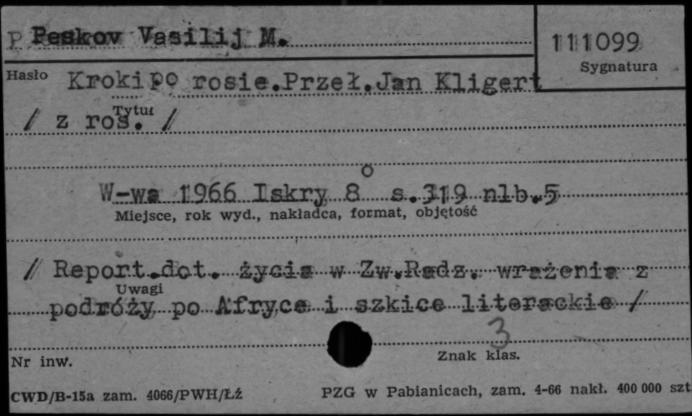 P Peskov Vasilij M.
111099
Hasło
Sygnatura
Kroki po rosie. Przeł. Jan Kligert
Tytuł
/ z ros. /
W-wa 1966 Iskry 8° s.319 nlb.5
Miejsce, rok wyd., nakładca, format, objętość
/ Report.dot. życia w Zw.Radz. wrażenia z
Uwagi
podróży po Afryce i szkice literackie /
3
Nr inw.
Znak klas.
CWD/B-15a zam. 4066/PWH/Łź
PZG w Pabianicach, zam. 4-66 nakł. 400 000 szt